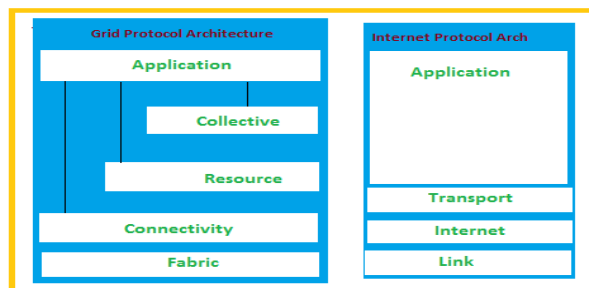 Grid Protocol Architecture
Application
Collective
Resource
Connectivity
Fabric
Internet Protocol Arch
Application
Transport
Internet
Link